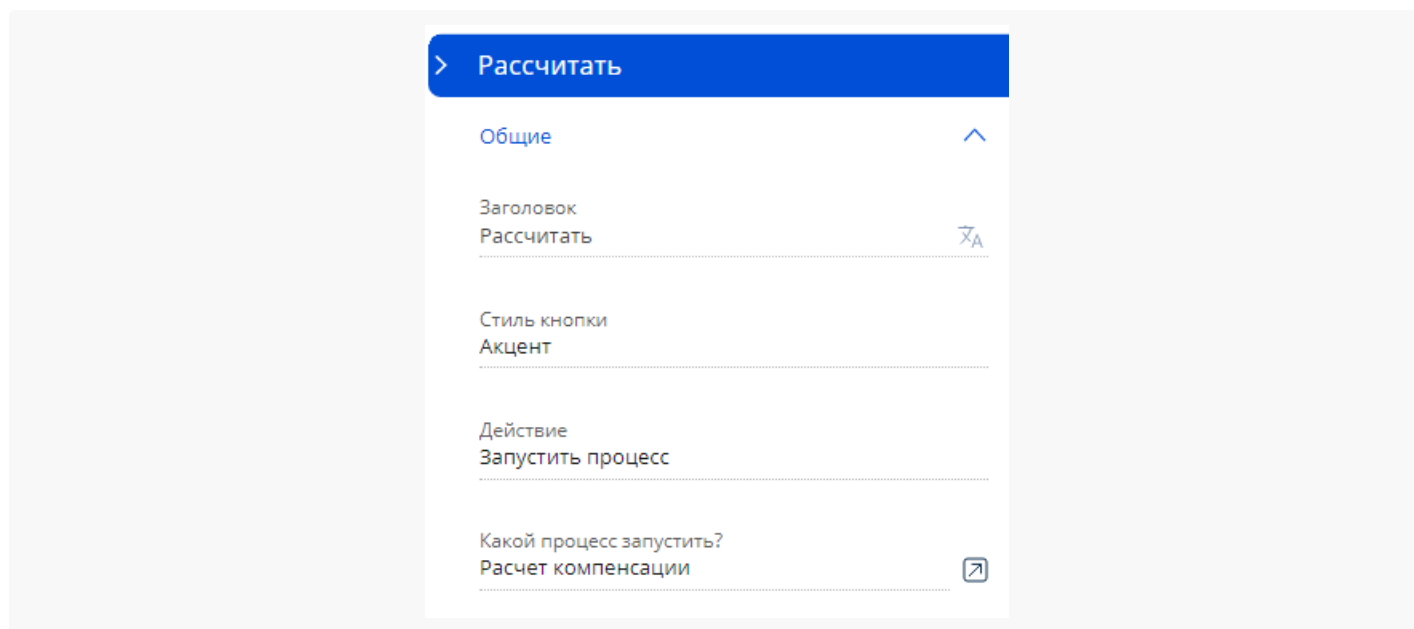 Рассчитать
Общие
Заголовок
Рассчитать
Стиль кнопки
Акцент
Действие
Запустить процесс
Какой процесс запустить?
Расчет компенсации